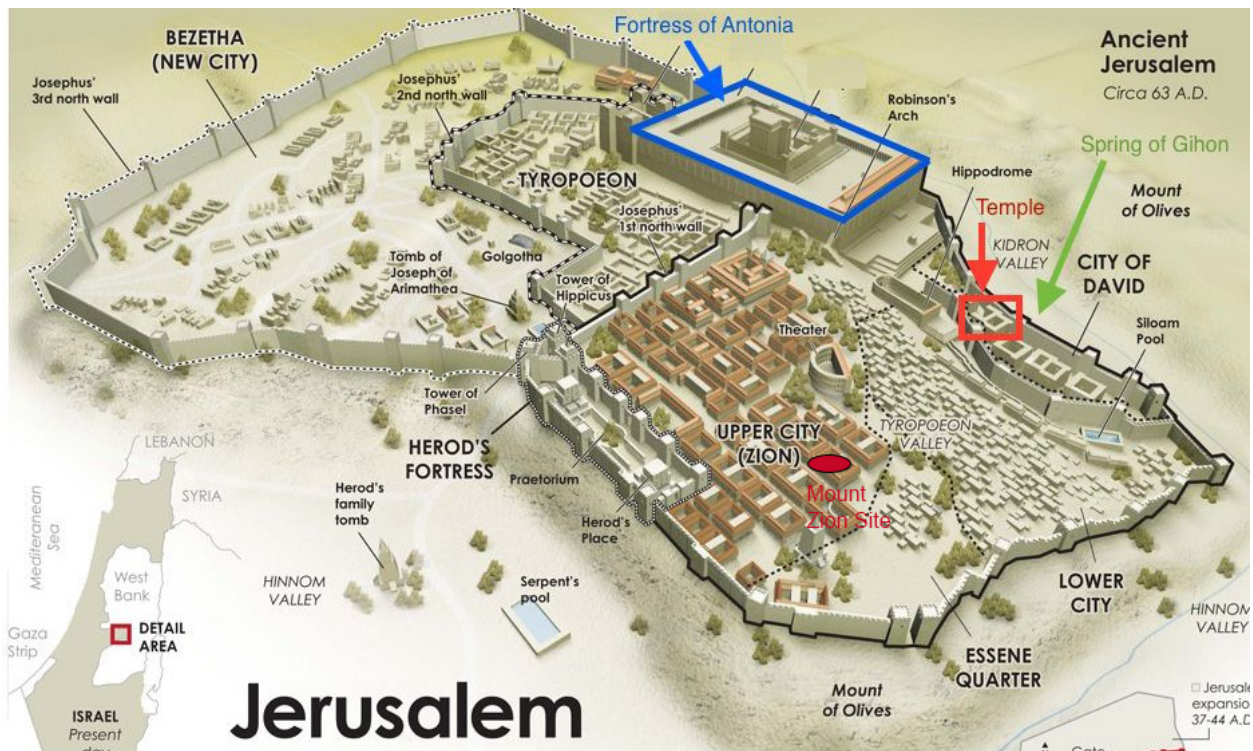 Fortress of Antonia
BEZETHA
(NEW CITY)
Ancient
Jerusalem
Circa 63 A.D.
Josephus'
3rd north wall
Josephus'
2nd north wall
Robinson's
Arch
Spring of Gihon
Hippodrome
Mount
of Olives
TYROPOEON
Temple
Josephus'
1st north wall
KIDRON
VALLEY
CITY OF
DAVID
Golgotha
Tomb of
Joseph of
Arimathea
Tower of
Hippicus
Siloam
Pool
Theater
Tower of
Phasel
UPPER CITY
(ZION)
TYROPOEON
VALLEY
HEROD'S
FORTRESS
Praetorium
Mount
Zion Site
Herod's
family
tomb
Herod's
Place
LEBANON
SYRIA
Mediteranean
Sea
West
Bank
HINNOM
VALLEY
Serpent's
pool
LOWER
CITY
HINNOM
VALLEY
Gaza
Strip
DETAIL
AREA
ESSENE
QUARTER
Mount
of Olives
Jerusalem
ISRAEL
Present
day
Jerusale
expansio
37-44 A.D.
Gate